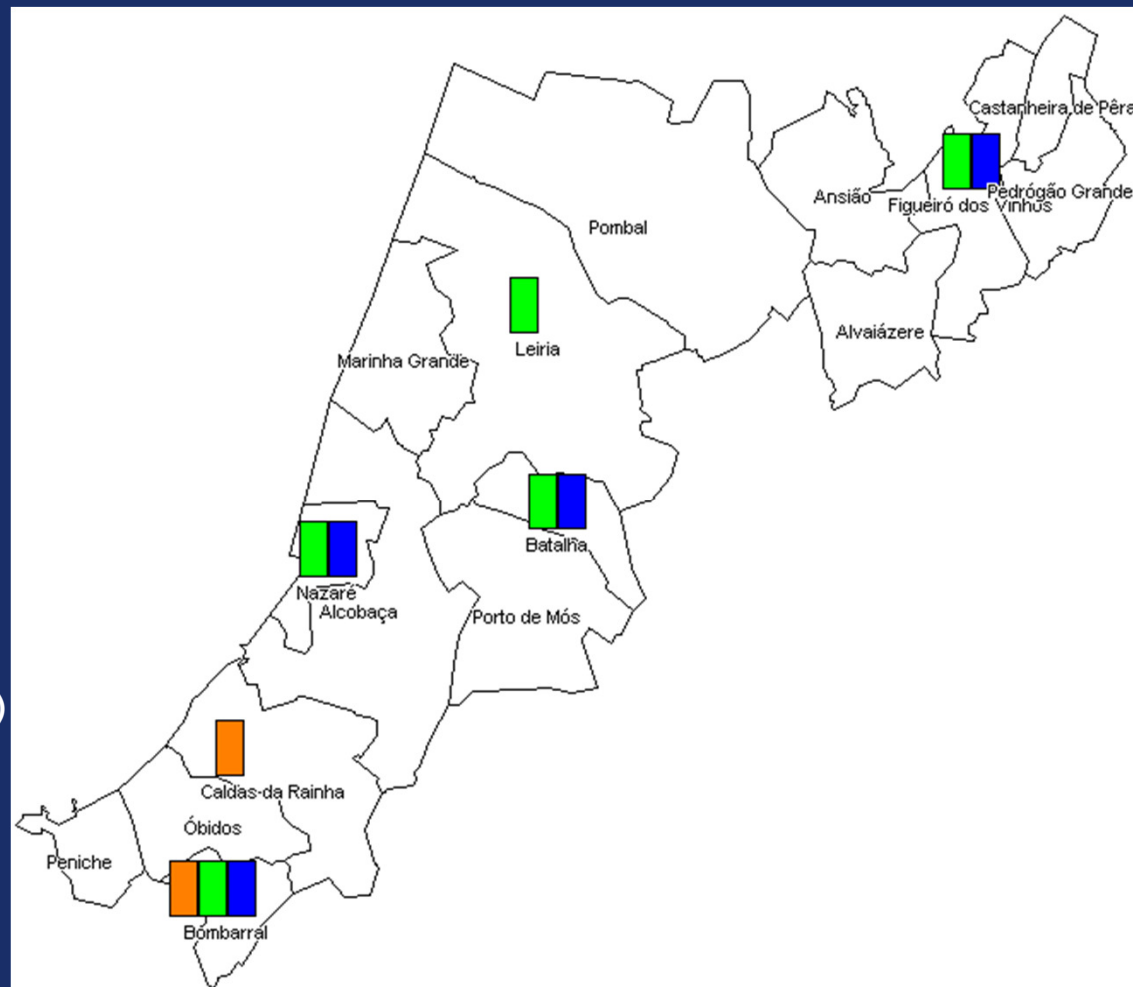 Castanheira de Pêra
Pedrógão Grande
Ansião
Figueiró dos Vinhos
Pombal
Alvaiázere
Leiria
Marinha Grande
Batalha
Nazaré
Alcobaça
Porto de Mós
)
Caldas-da Rainha
Óbidos
Peniche
Bombarral